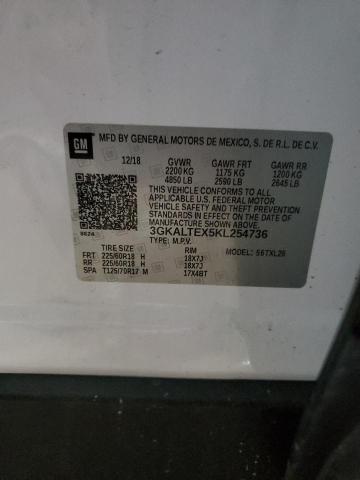 GM MFD BY GENERAL MOTORS DE MEXICO, S. DE R.L. DE C.V.
12/18 GVWR GAWR FRT GAWR RR
2200 KG 1175 KG 1200 KG
4850 LB 2590 LB 2645 LB
THIS VEHICLE CONFORMS TO ALL
APPLICABLE U.S. FEDERAL MOTOR
VEHICLE SAFETY AND THEFT PREVENTION
STANDARDS IN EFFECT ON THE DATE OF
MANUFACTURE SHOWN ABOVE.
3GKALTEX5KL254736
TYPE: M.P.V. MODEL:
TIRE SIZE RIM
FRT 225/60R18 H 18X7J
RR 225/60R18 H 18X7J
SPA T125/70R17 M 17X4BT